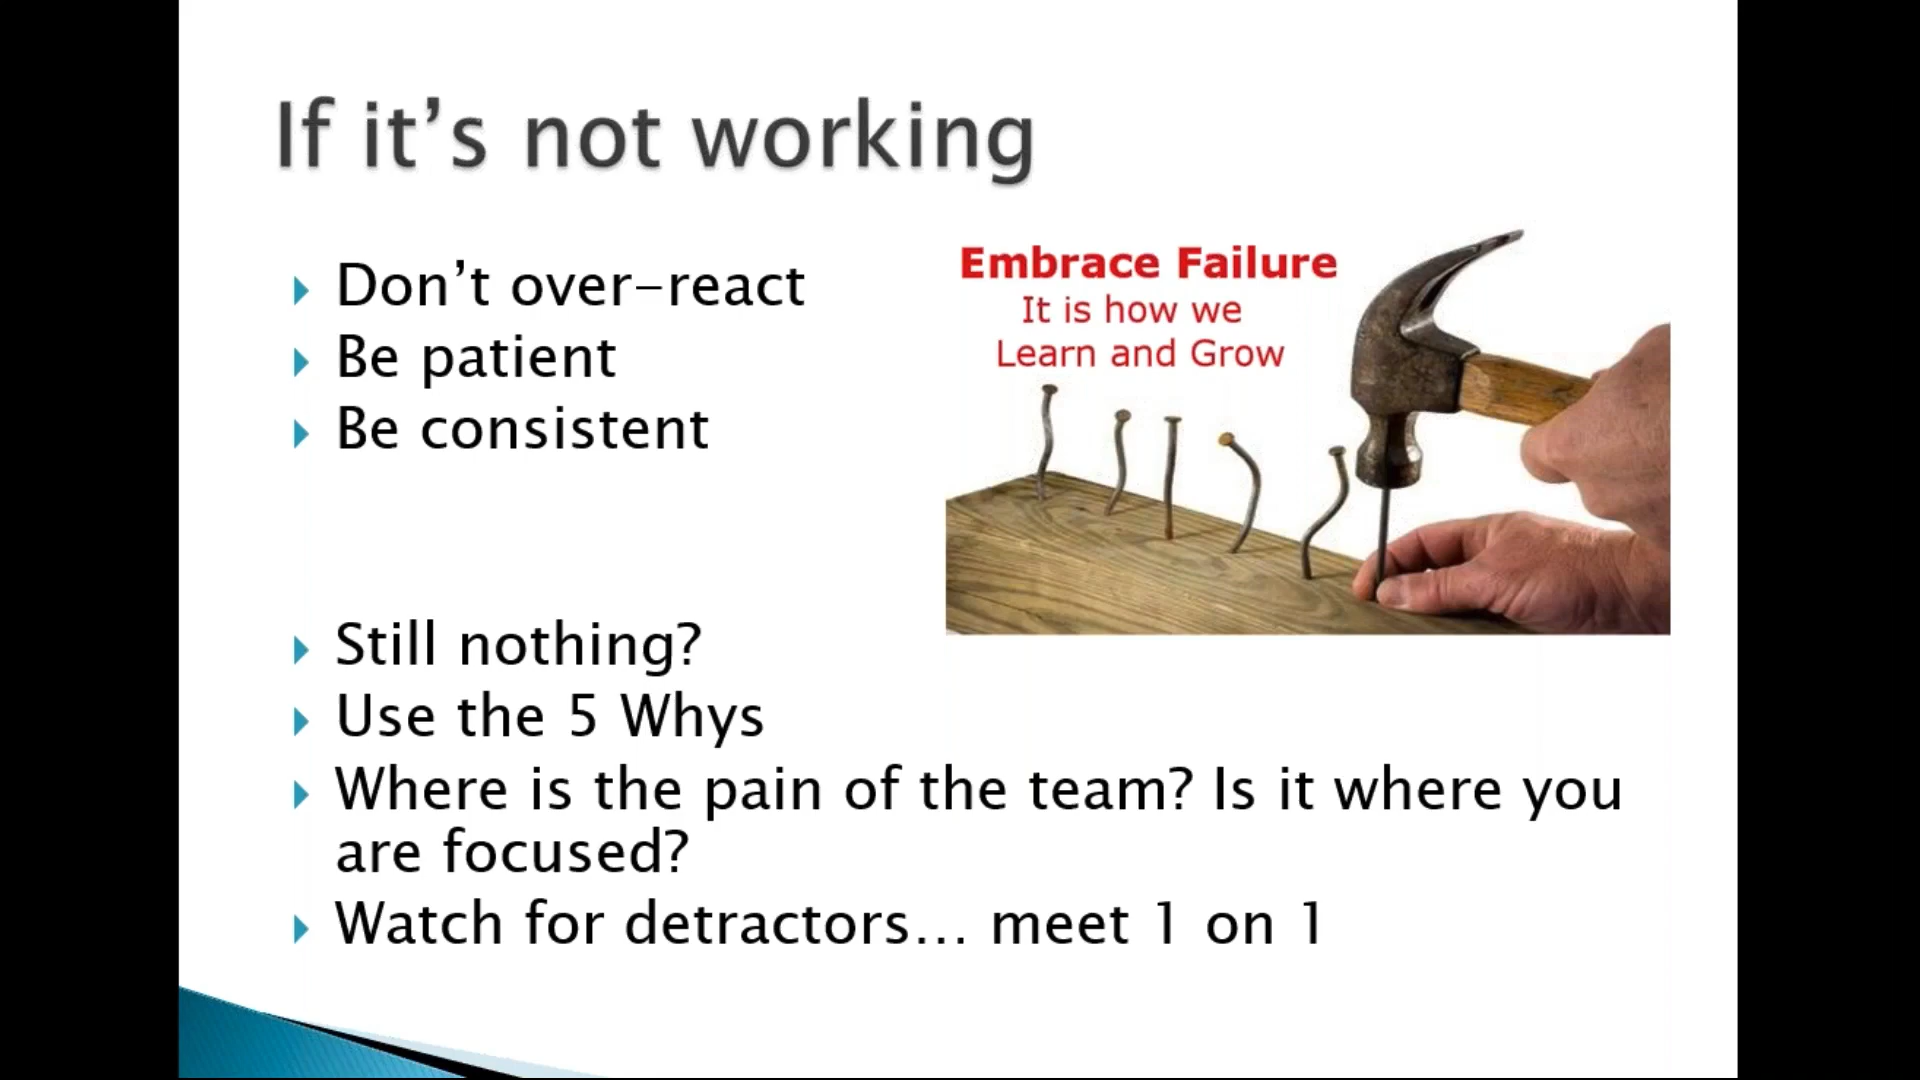 If it’s not working
Don’t over-react
Be patient
Be consistent
Embrace Failure
It is how we
Learn and Grow
Still nothing?
Use the 5 Whys
Where is the pain of the team? Is it where you
are focused?
Watch for detractors... meet 1 on 1